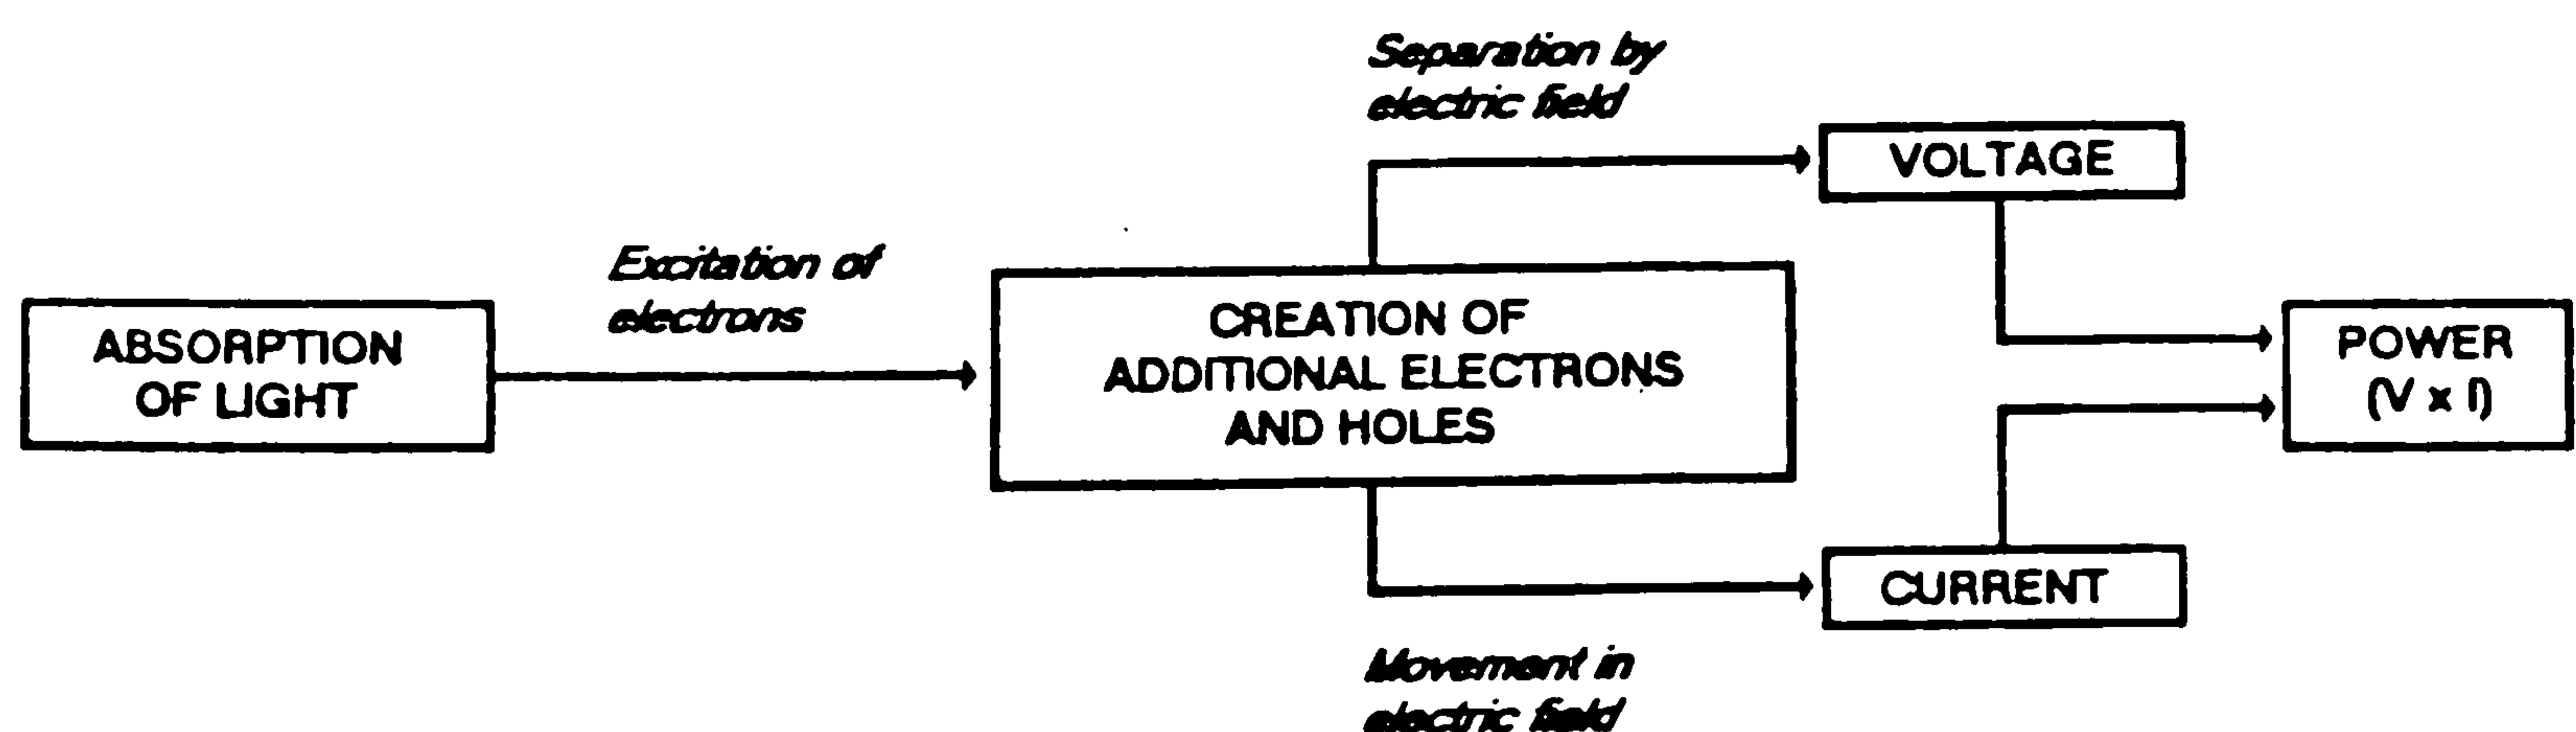 ABSORPTION
OF LIGHT
Excitation of
electrons
CREATION OF
ADDITIONAL ELECTRONS
AND HOLES
Separation by
electric field
VOLTAGE
Movement in
electric field
CURRENT
POWER
(V x I)